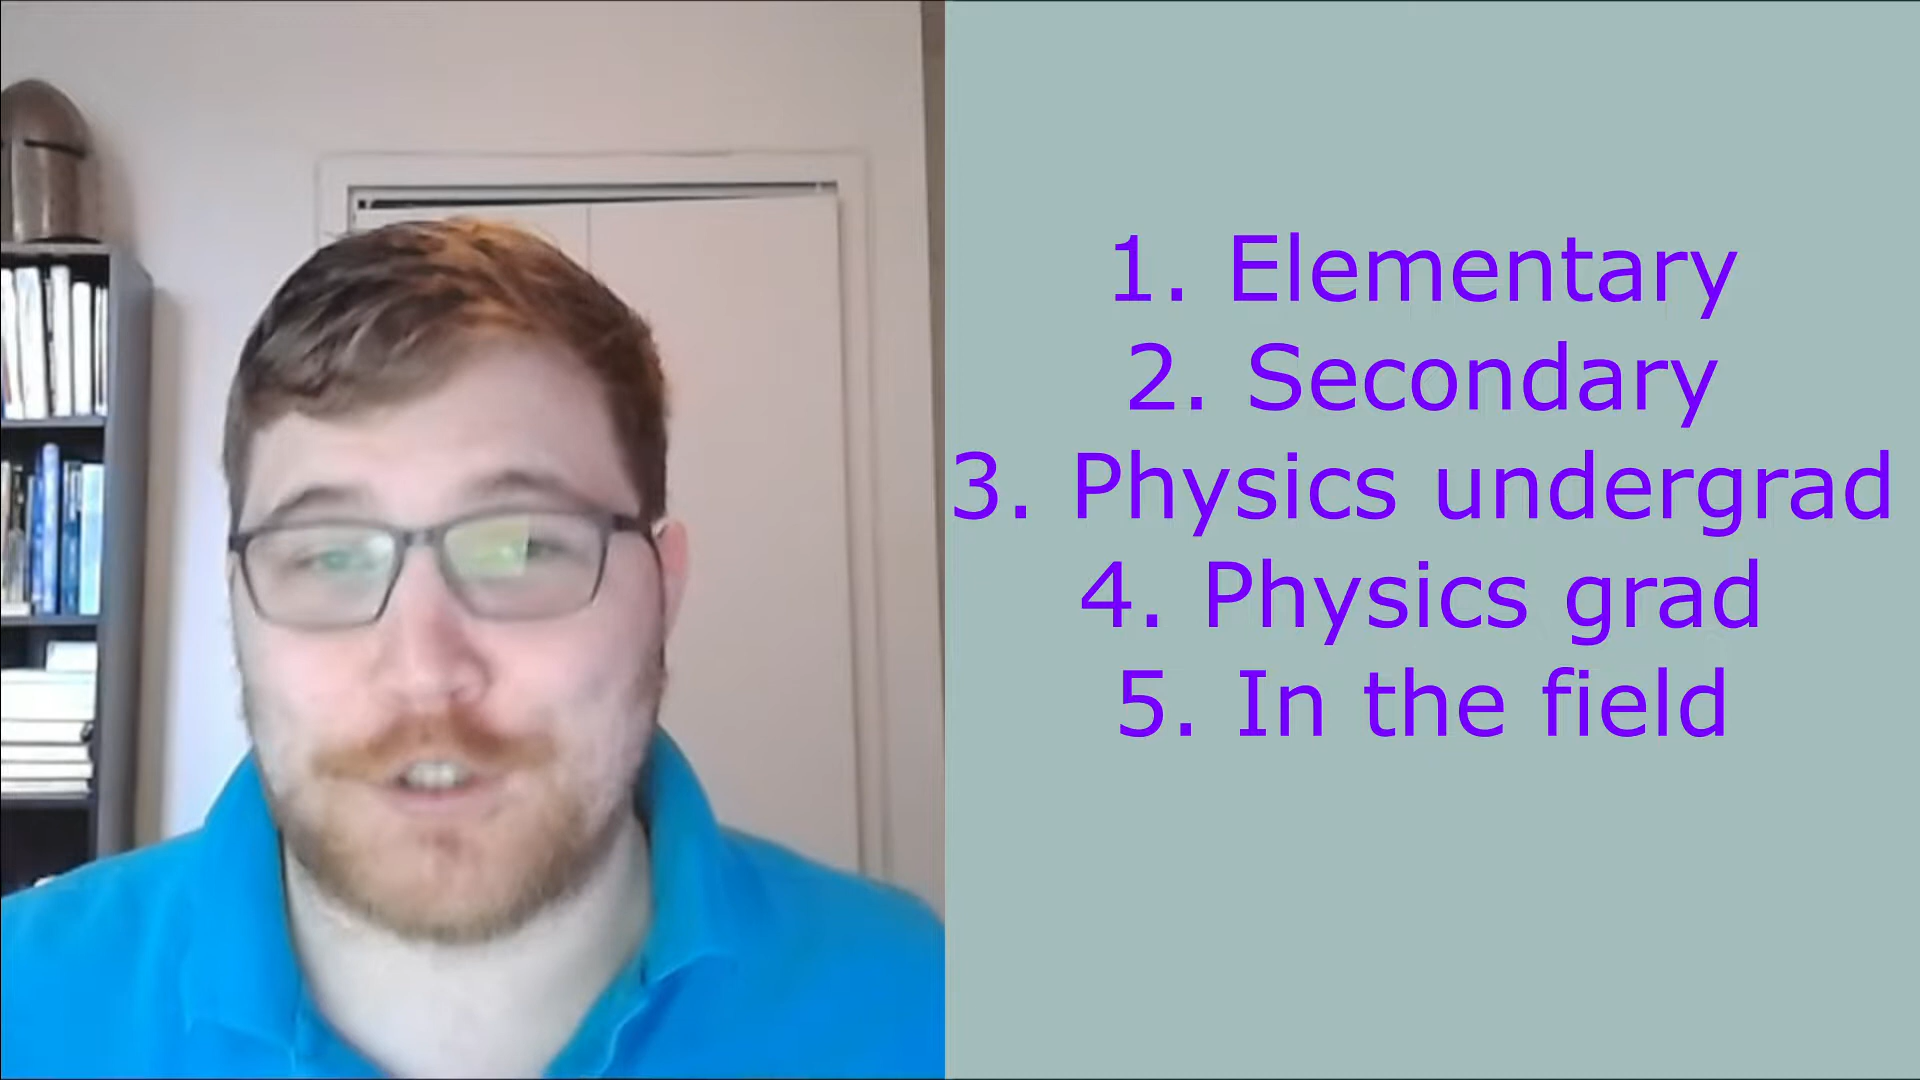 1. Elementary
2. Secondary
3. Physics undergrad
4. Physics grad
5. In the field